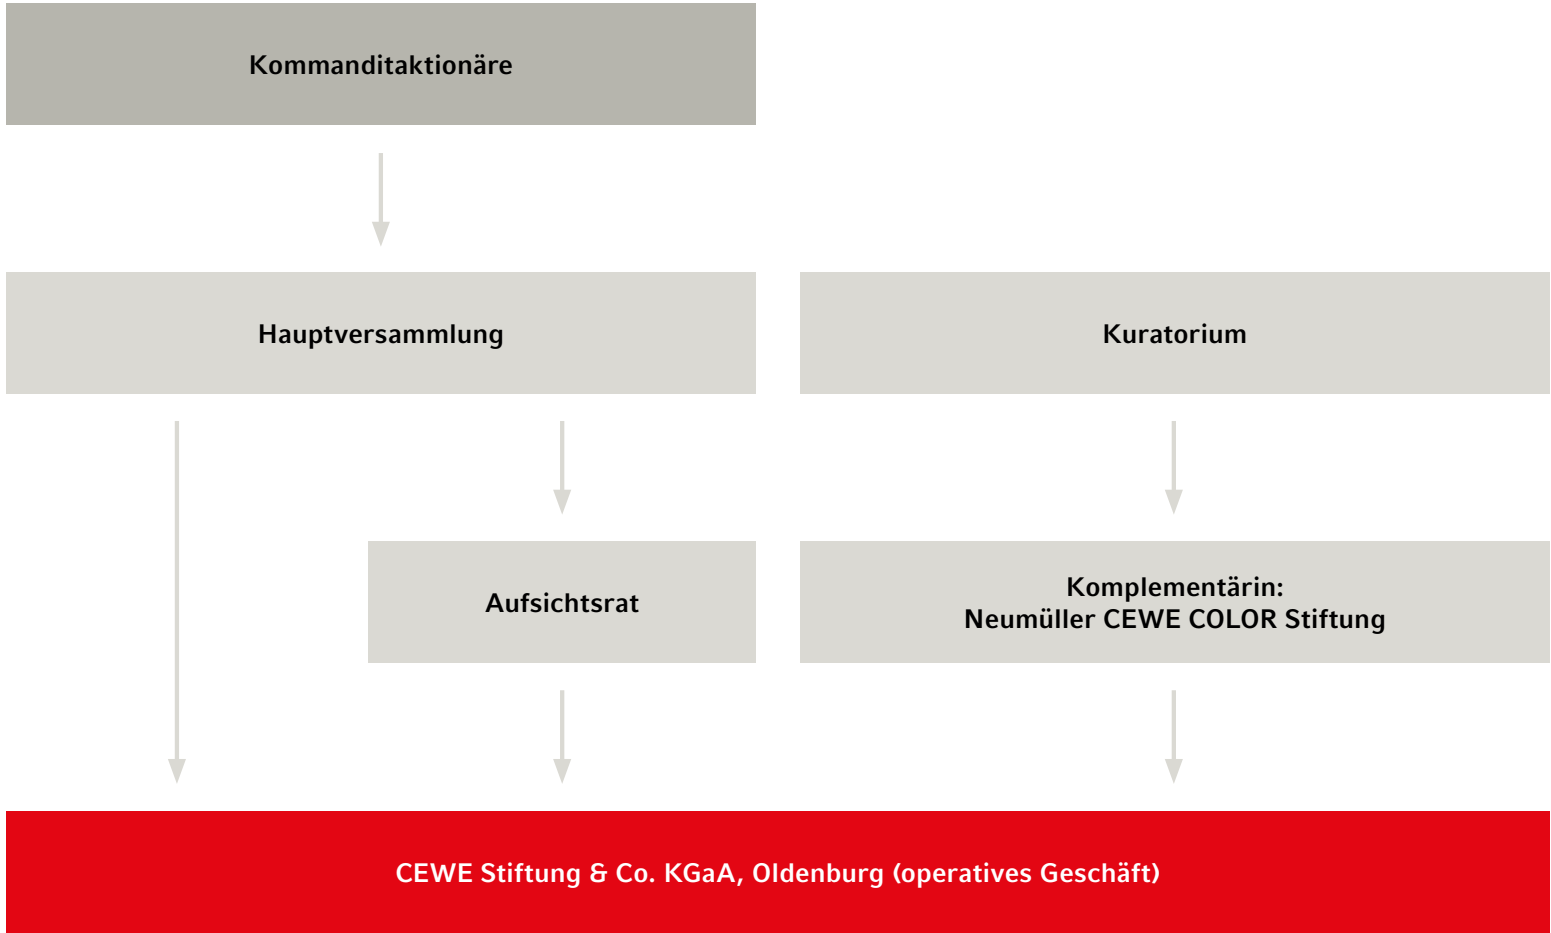 Kommanditaktionäre
Hauptversammlung
Kuratorium
Aufsichtsrat
Komplementärin:
Neumüller CEWE COLOR Stiftung
CEWE Stiftung & Co. KGaA, Oldenburg (operatives Geschäft)